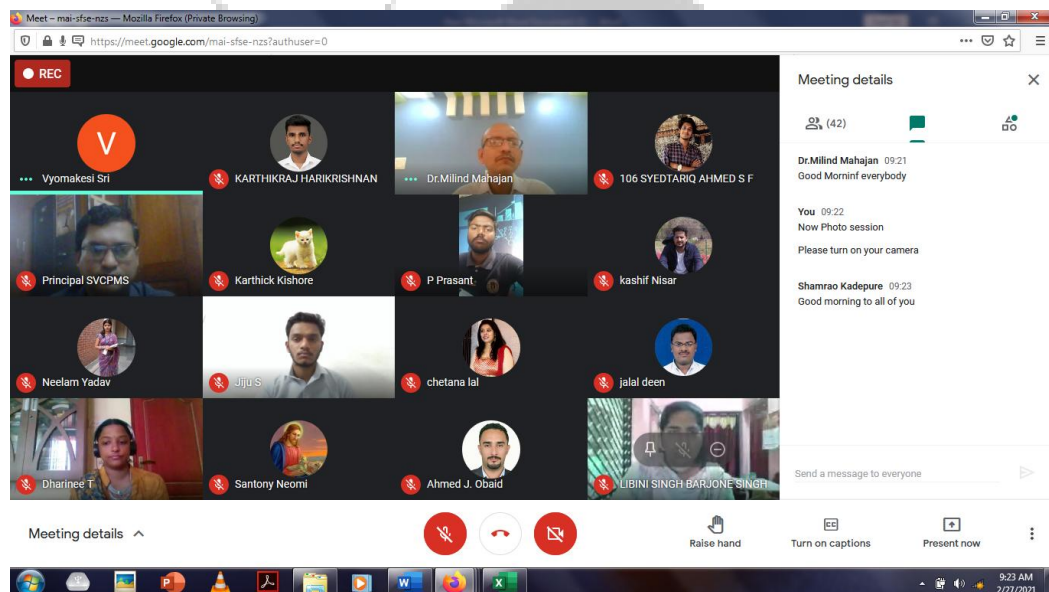 Meet – mai-sfse-nzs — Mozilla Firefox (Private Browsing)
https://meet.google.com/mai-sfse-nzs?authuser=0
REC
V
Vyomakesi Sri
KARTHIKRAJ HARIKRISHNAN
Dr.Milind Mahajan
106 SYEDTARIQ AHMED S F
Principal SVCPMS
Karthick Kishore
P Prasant
kashif Nisar
Neelam Yadav
Jiju S
chetana lal
jalal deen
Dharinee T
Santony Neomi
Ahmed J. Obaid
LIBINI SINGH BARJONE SINGH
Meeting details
(42)
Dr.Milind Mahajan 09:21
Good Morninf everybody
You 09:22
Now Photo session
Please turn on your camera
Shamrao Kadepure 09:23
Good morning to all of you
Send a message to everyone
Meeting details
Raise hand
CC
Turn on captions
Present now
P
W
X
9:23 AM
2/27/2021